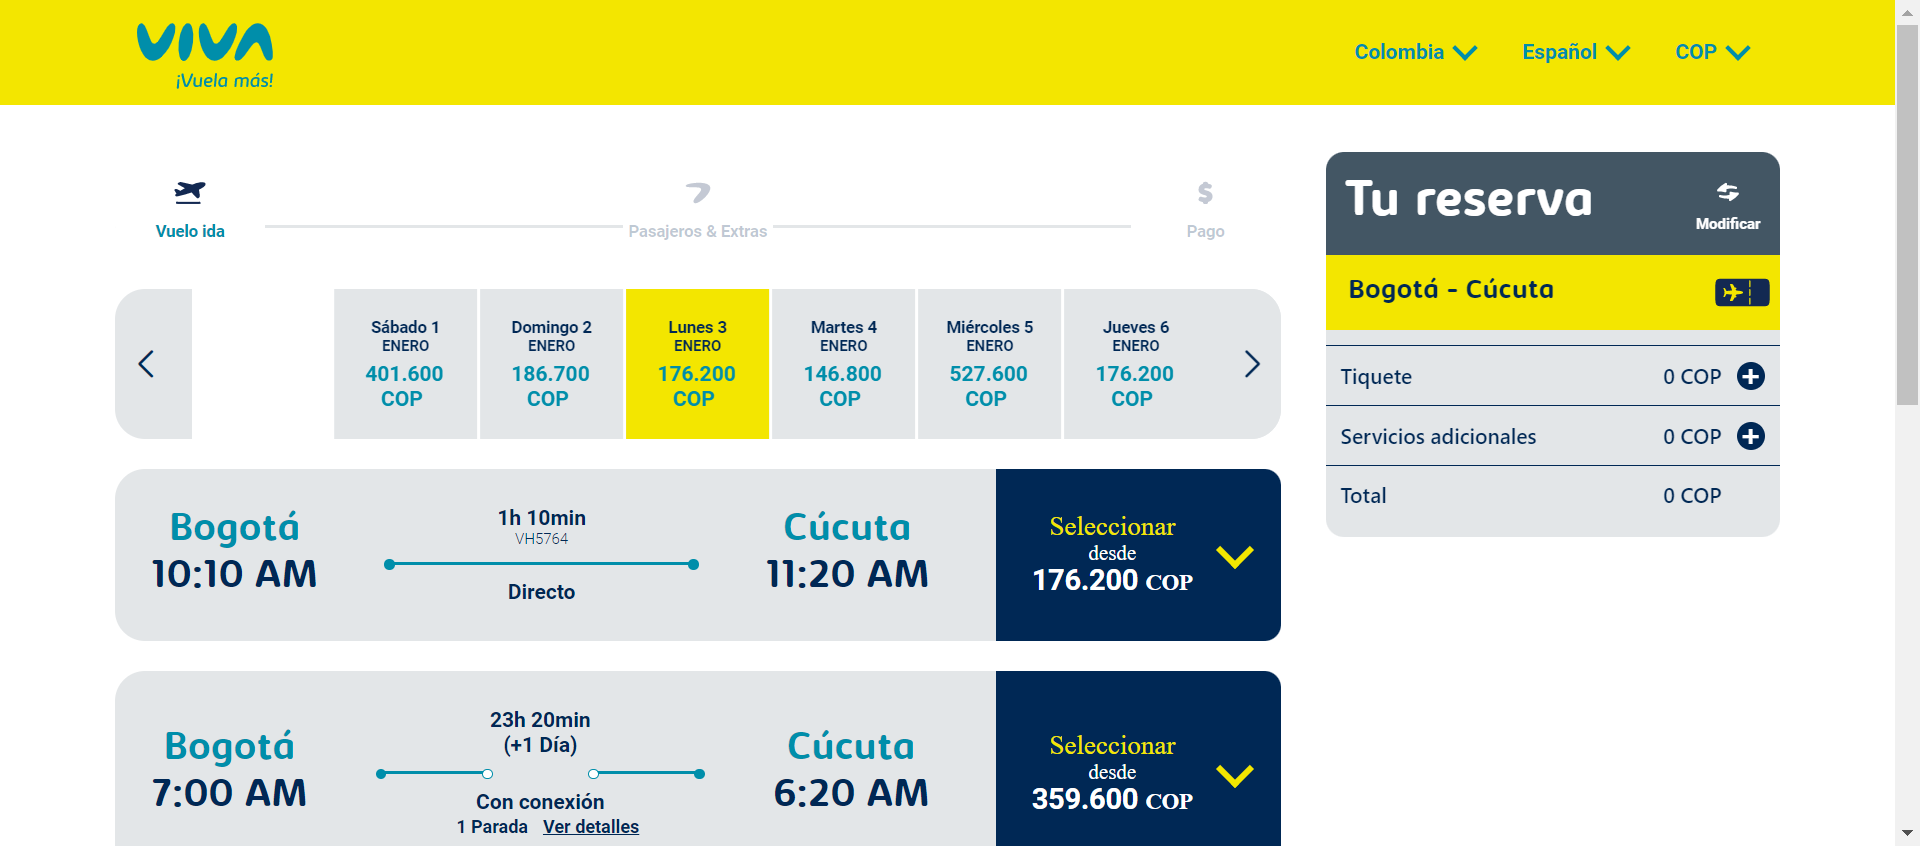 VIVA
¡Vuela más!
Colombia
Español
COP
Vuelo ida
Pasajeros & Extras
Pago
Tu reserva
Modificar
Bogotá - Cúcuta
Tiquete 0 COP
Servicios adicionales 0 COP
Total 0 COP
Sábado 1
ENERO
401.600
COP
Domingo 2
ENERO
186.700
COP
Lunes 3
ENERO
176.200
COP
Martes 4
ENERO
146.800
COP
Miércoles 5
ENERO
527.600
COP
Jueves 6
ENERO
176.200
COP
Bogotá
10:10 AM
1h 10min
VH5764
Directo
Cúcuta
11:20 AM
Seleccionar
desde
176.200 COP
Bogotá
7:00 AM
23h 20min
(+1 Día)
Con conexión
1 Parada Ver detalles
Cúcuta
6:20 AM
Seleccionar
desde
359.600 COP